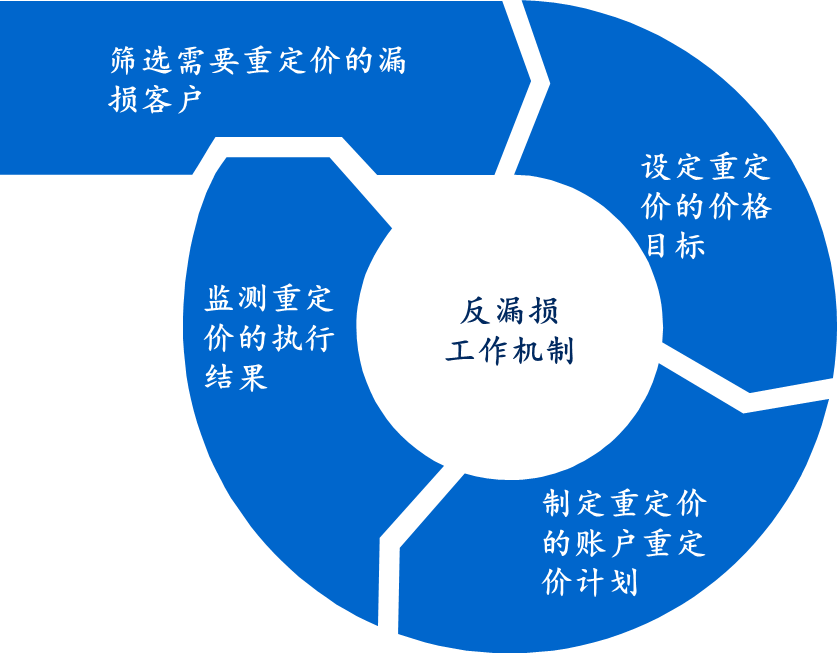 筛选需要重定价的漏
损客户
设定重定
价的价格
目标
制定重定价
的账户重定
价计划
监测重定
价的执行
结果
反漏损
工作机制